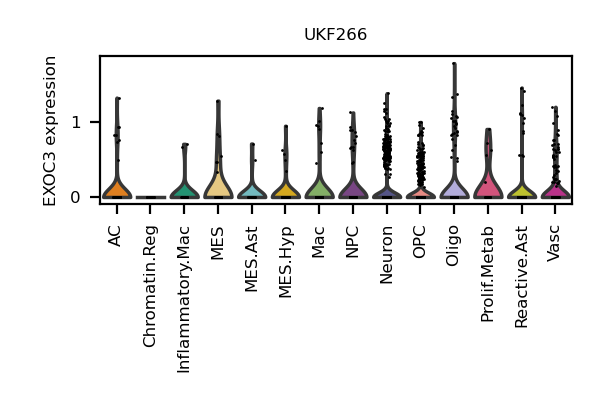 UKF266
EXOC3 expression
1
0
AC
Chromatin.Reg
Inflammatory.Mac
MES
MES.Ast
MES.Hyp
Mac
NPC
Neuron
OPC
Oligo
Prolif.Metab
Reactive.Ast
Vasc